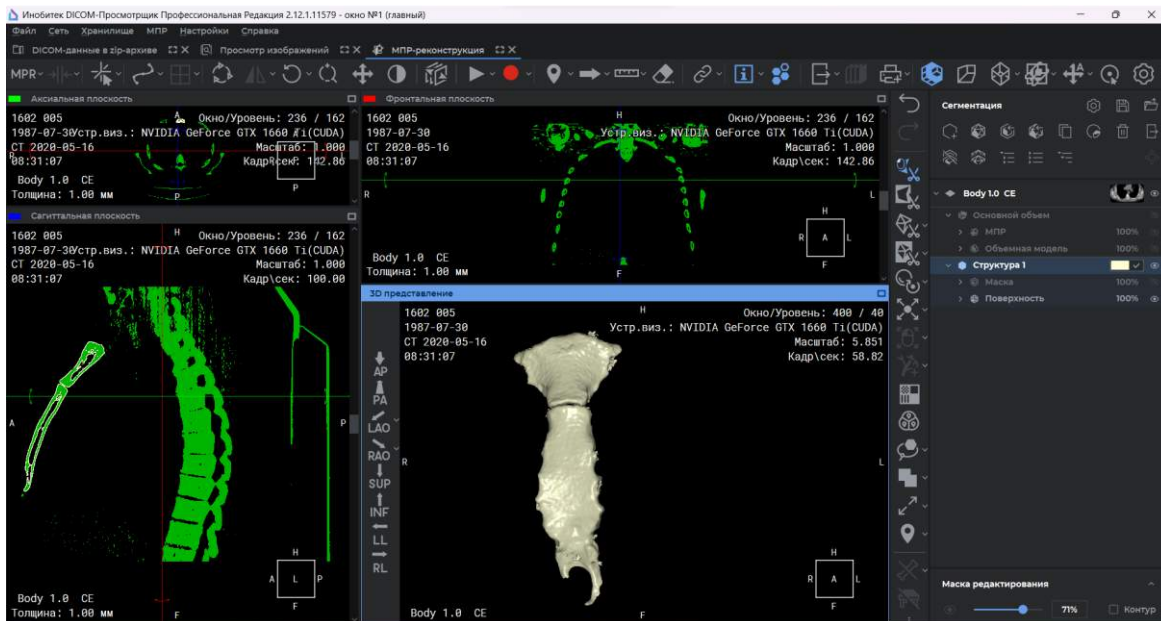 Инобитек DICOM-Просмотрщик Профессиональная Редакция 2.12.1.11579 - окно №1 (главный)
Файл Сеть Хранилище МПР Настройки Справка
DICOM-данные в zip-архиве Просмотр изображений МПР-реконструкция
MPR
Аксиальная плоскость
1602 005 A Окно/Уровень: 236 / 162
1987-07-30 Устр.виз.: NVIDIA GeForce GTX 1660 Ti(CUDA)
CT 2020-05-16 Масштаб: 1.000
08:31:07 Кадр\сек: 142.86
R
P
Body 1.0 CE
Толщина: 1.00 мм P
Фронтальная плоскость
1602 005 H Окно/Уровень: 236 / 162
1987-07-30 Устр.виз.: NVIDIA GeForce GTX 1660 Ti(CUDA)
CT 2020-05-16 Масштаб: 1.000
08:31:07 Кадр\сек: 142.86
R L
H
R A L
F
Body 1.0 CE
Толщина: 1.00 мм F
Сагиттальная плоскость
1602 005 H Окно/Уровень: 236 / 162
1987-07-30 Устр.виз.: NVIDIA GeForce GTX 1660 Ti(CUDA)
CT 2020-05-16 Масштаб: 1.000
08:31:07 Кадр\сек: 100.00
A P
H
A L P
F
Body 1.0 CE
Толщина: 1.00 мм F
3D представление
1602 005 H Окно/Уровень: 400 / 40
1987-07-30 Устр.виз.: NVIDIA GeForce GTX 1660 Ti(CUDA)
CT 2020-05-16 Масштаб: 5.851
08:31:07 Кадр\сек: 58.82
AP
PA
LAO
RAO
SUP
INF
LL
RL
R L
H
R A L
F
Body 1.0 CE F
Сегментация
Body 1.0 CE
Основной объем
МПР 100%
Объемная модель 100%
Структура 1
Маска 100%
Поверхность 100%
Маска редактирования
71% Контур